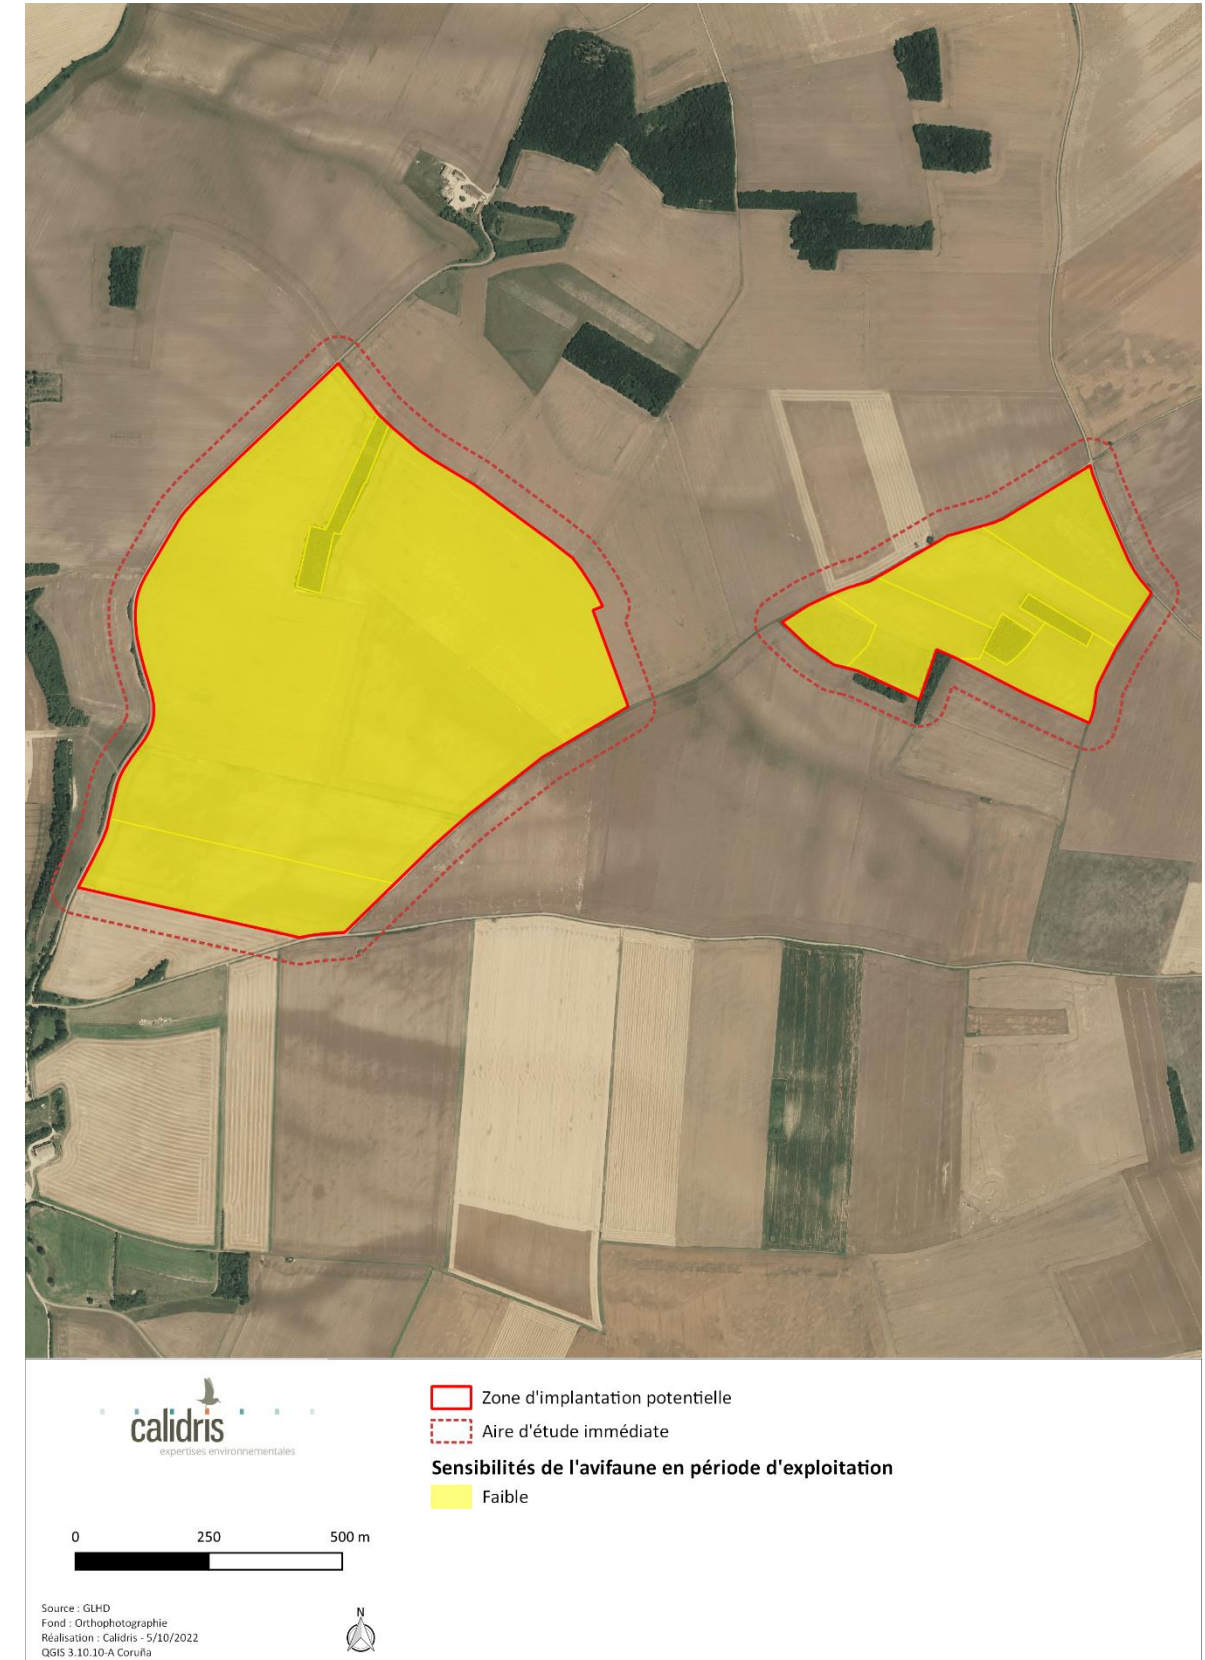 calidris
expertises environnementales
Zone d'implantation potentielle
Aire d'étude immédiate
Sensibilités de l'avifaune en période d'exploitation
Faible
0 250 500 m
Source : GLHD
Fond : Orthophotographie
Réalisation : Calidris - 5/10/2022
QGIS 3.10.10-A Coruña
N